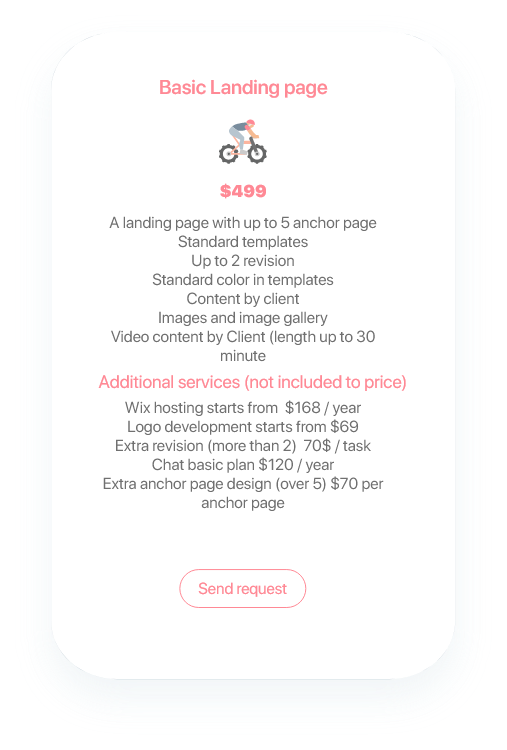 Basic Landing page
$499
A landing page with up to 5 anchor page
Standard templates
Up to 2 revision
Standard color in templates
Content by client
Images and image gallery
Video content by Client (length up to 30
minute
Additional services (not included to price)
Wix hosting starts from  $168 / year
Logo development starts from $69
Extra revision (more than 2)  70$ / task
Chat basic plan $120 / year
Extra anchor page design (over 5) $70 per
anchor page
Send request